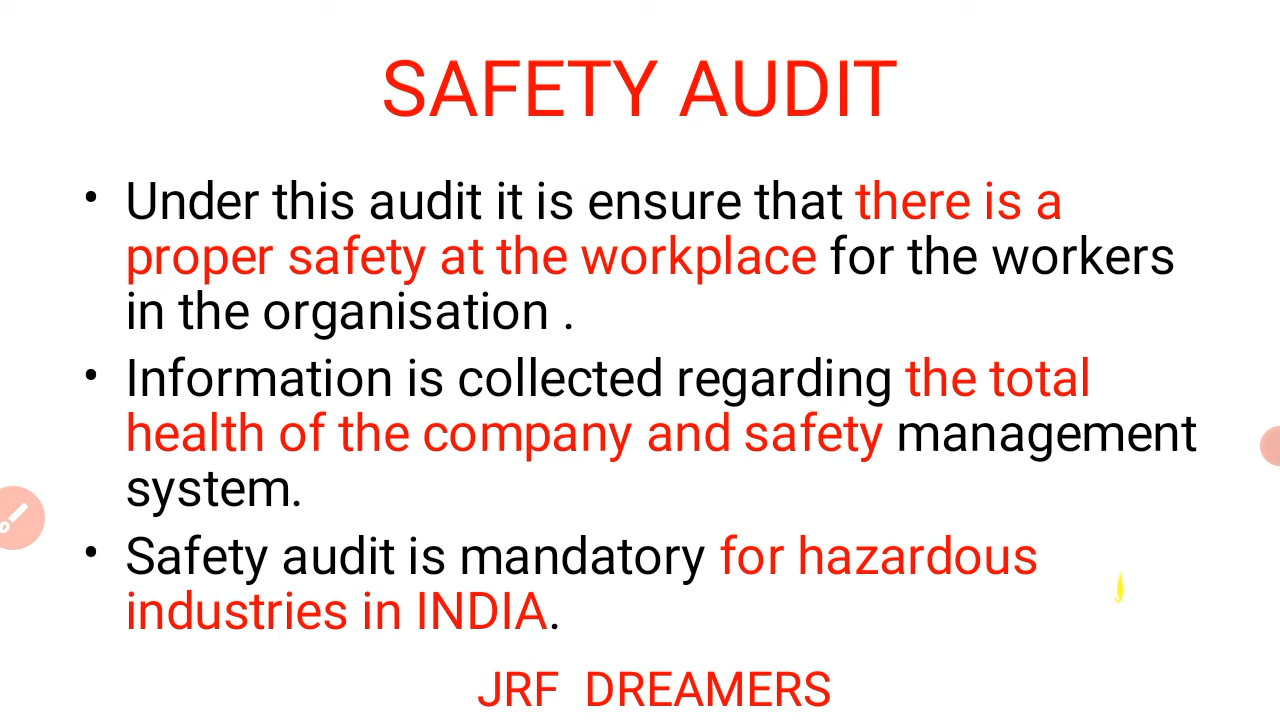 SAFETY AUDIT
• Under this audit it is ensure that there is a
proper safety at the workplace for the workers
in the organisation .
• Information is collected regarding the total
health of the company and safety management
system.
• Safety audit is mandatory for hazardous
industries in INDIA.
JRF DREAMERS